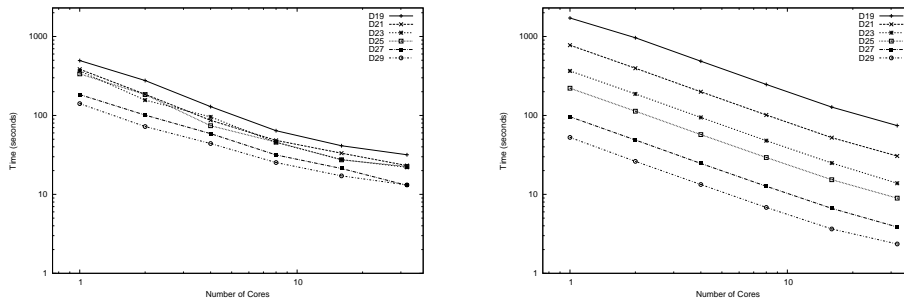 D19
D21
D23
D25
D27
D29
1000
100
10
1
Time (seconds)
1
10
Number of Cores
D19
D21
D23
D25
D27
D29
1000
100
10
1
Time (seconds)
1
10
Number of Cores